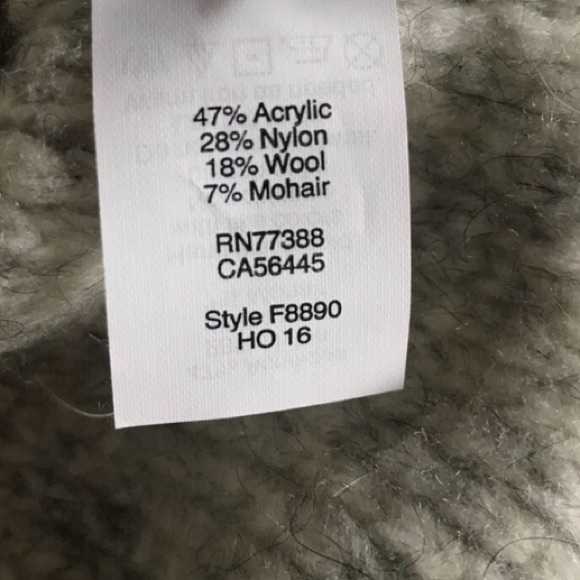 47% Acrylic
28% Nylon
18% Wool
7% Mohair
RN77388
CA56445
Style F8890
HO 16